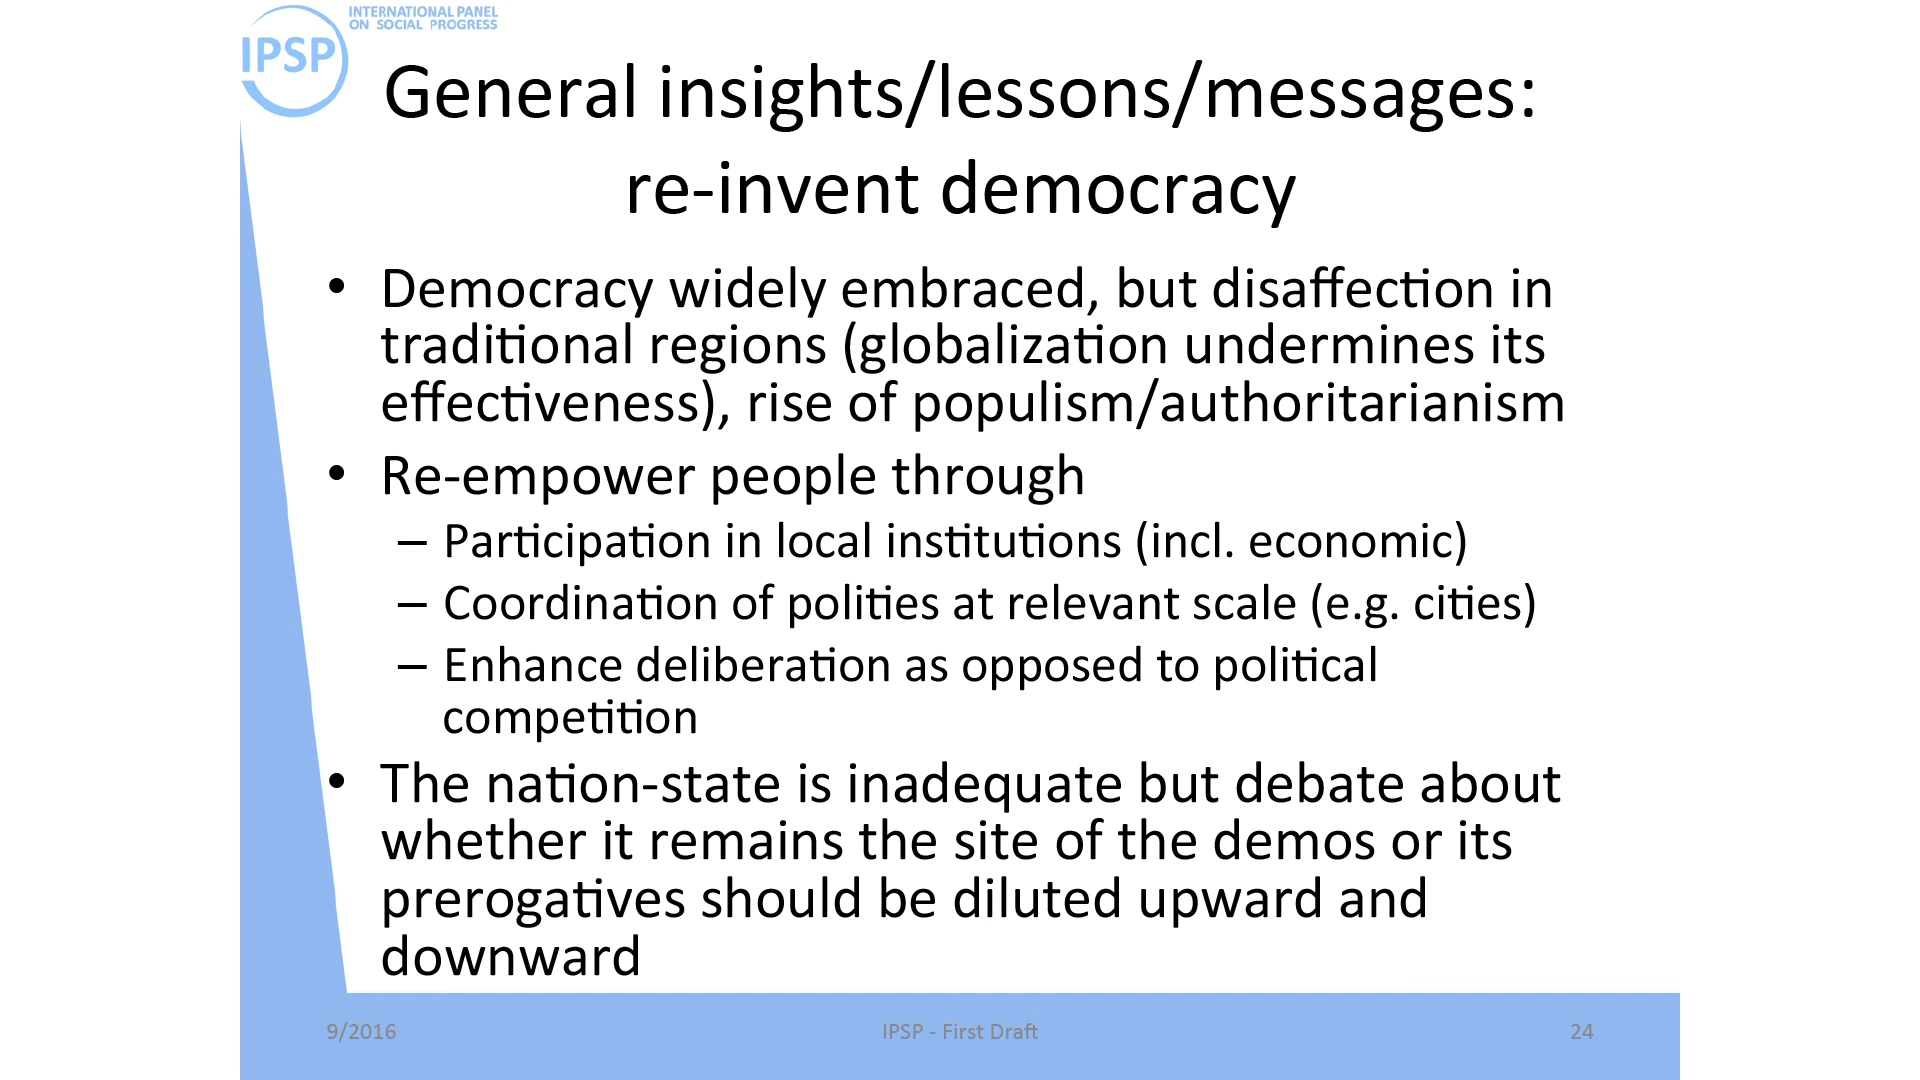 INTERNATIONAL PANEL
ON SOCIAL PROGRESS
IPSP
General insights/lessons/messages:
re-invent democracy
• Democracy widely embraced, but disaffection in
traditional regions (globalization undermines its
effectiveness), rise of populism/authoritarianism
• Re-empower people through
– Participation in local institutions (incl. economic)
– Coordination of polities at relevant scale (e.g. cities)
– Enhance deliberation as opposed to political
competition
• The nation-state is inadequate but debate about
whether it remains the site of the demos or its
prerogatives should be diluted upward and
downward
9/2016 IPSP - First Draft 24